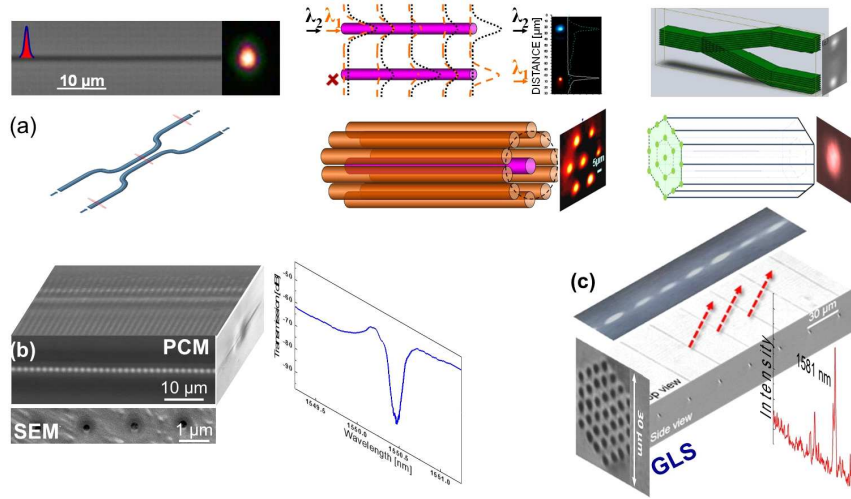 10 µm
λ₂
λ₁
λ₂
✘
λ₁
DISTANCE [µm]
(a)
5µm
(b)
PCM
10 µm
SEM
1 µm
Transmission [dB]
-50
-60
-70
-80
-90
1549.5
1550.0
1550.5
1551.0
Wavelength [nm]
(c)
30 µm
op view
Side view
30 µm
GLS
Intensity
1581 nm